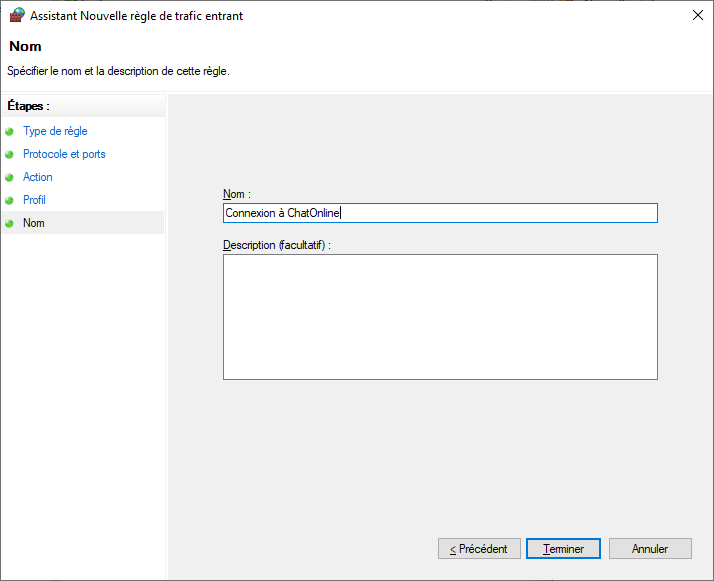 Assistant Nouvelle règle de trafic entrant
Nom
Spécifier le nom et la description de cette règle.
Étapes :
Type de règle
Protocole et ports
Action
Profil
Nom
Nom :
Connexion à ChatOnline
Description (facultatif) :
< Précédent
Terminer
Annuler